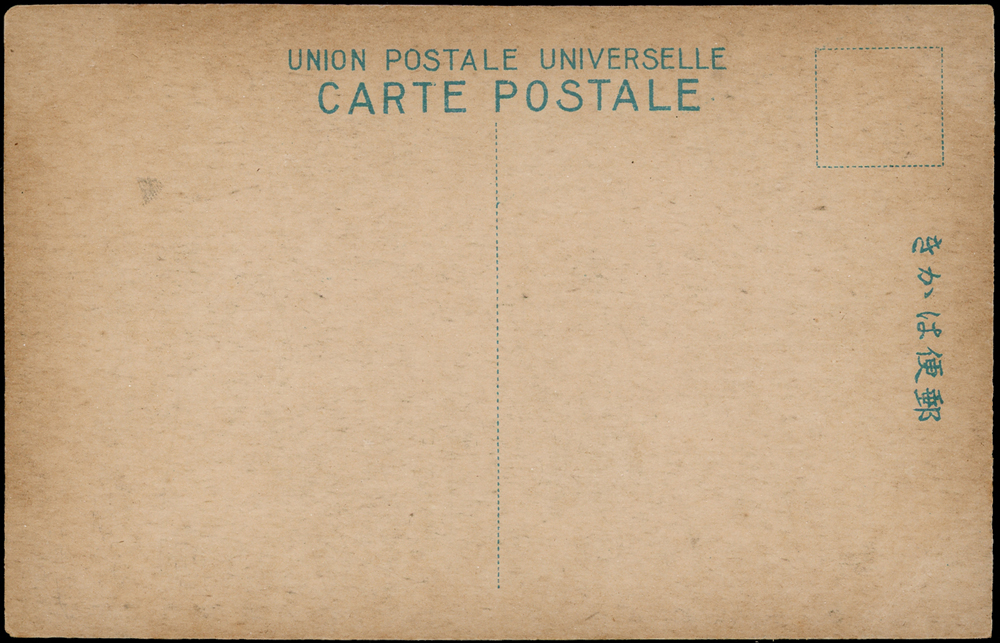 UNION POSTALE UNIVERSELLE
CARTE POSTALE
きかは便郵